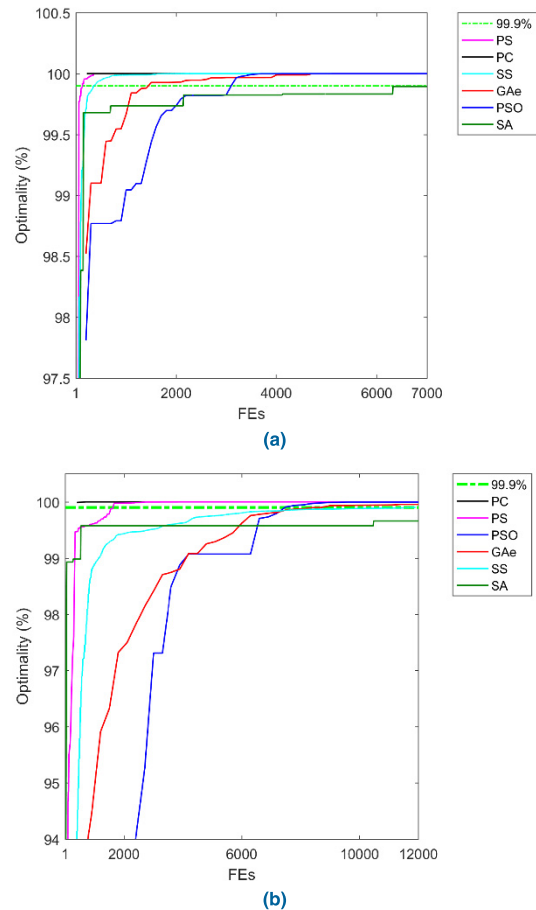 100.5
100
99.5
99
98.5
98
97.5
Optimality (%)
1 2000 4000 6000 7000
FEs
99.9%
PS
PC
SS
GAe
PSO
SA
(a)
100
99
98
97
96
95
94
Optimality (%)
1 2000 6000 10000 12000
FEs
99.9%
PC
PS
PSO
GAe
SS
SA
(b)